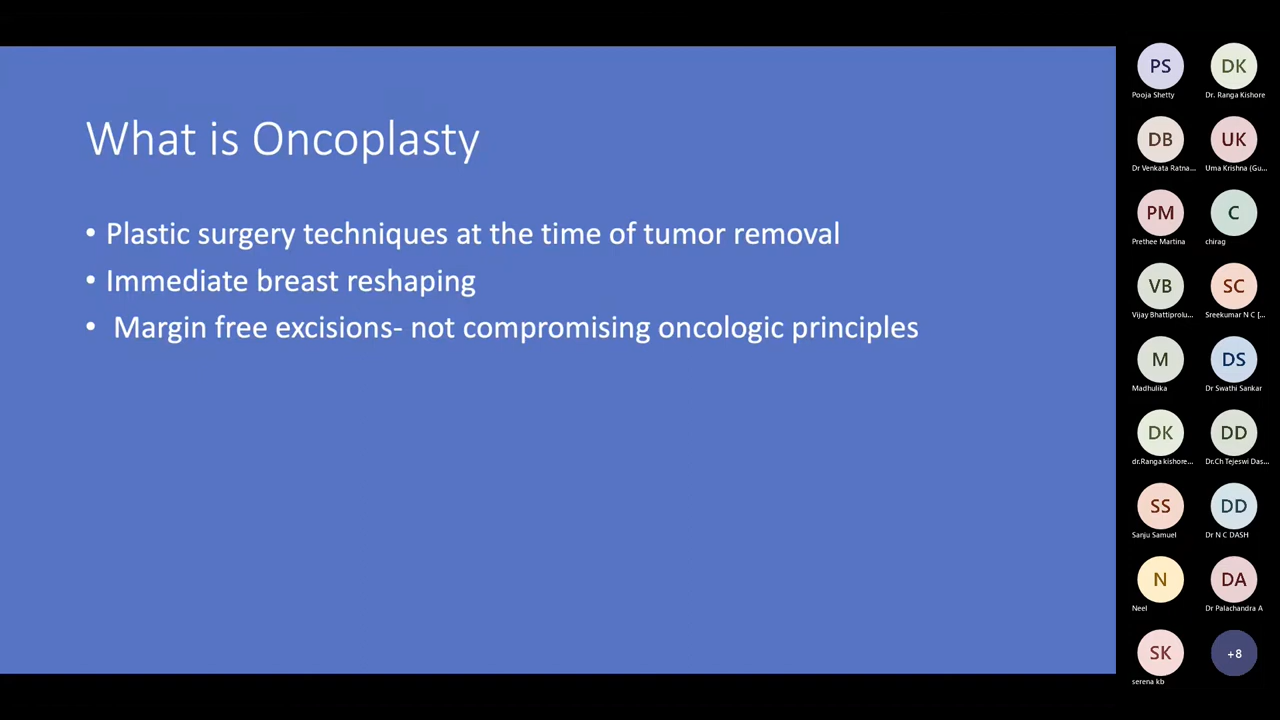 What is Oncoplasty
• Plastic surgery techniques at the time of tumor removal
• Immediate breast reshaping
• Margin free excisions- not compromising oncologic principles
PS DK
Pooja Shetty Dr. Ranga Kishore
DB UK
Dr Venkata Ratna... Uma Krishna (Gu...
PM C
Prethee Martina chirag
VB SC
Vijay Bhattiprolu... Sreekumar N C [...
M DS
Madhulika Dr Swathi Sankar
DK DD
dr.Ranga kishore... Dr.Ch Tejeswi Das...
SS DD
Sanju Samuel Dr N C DASH
N DA
Neel Dr Palachandra A
SK +8
serena kb